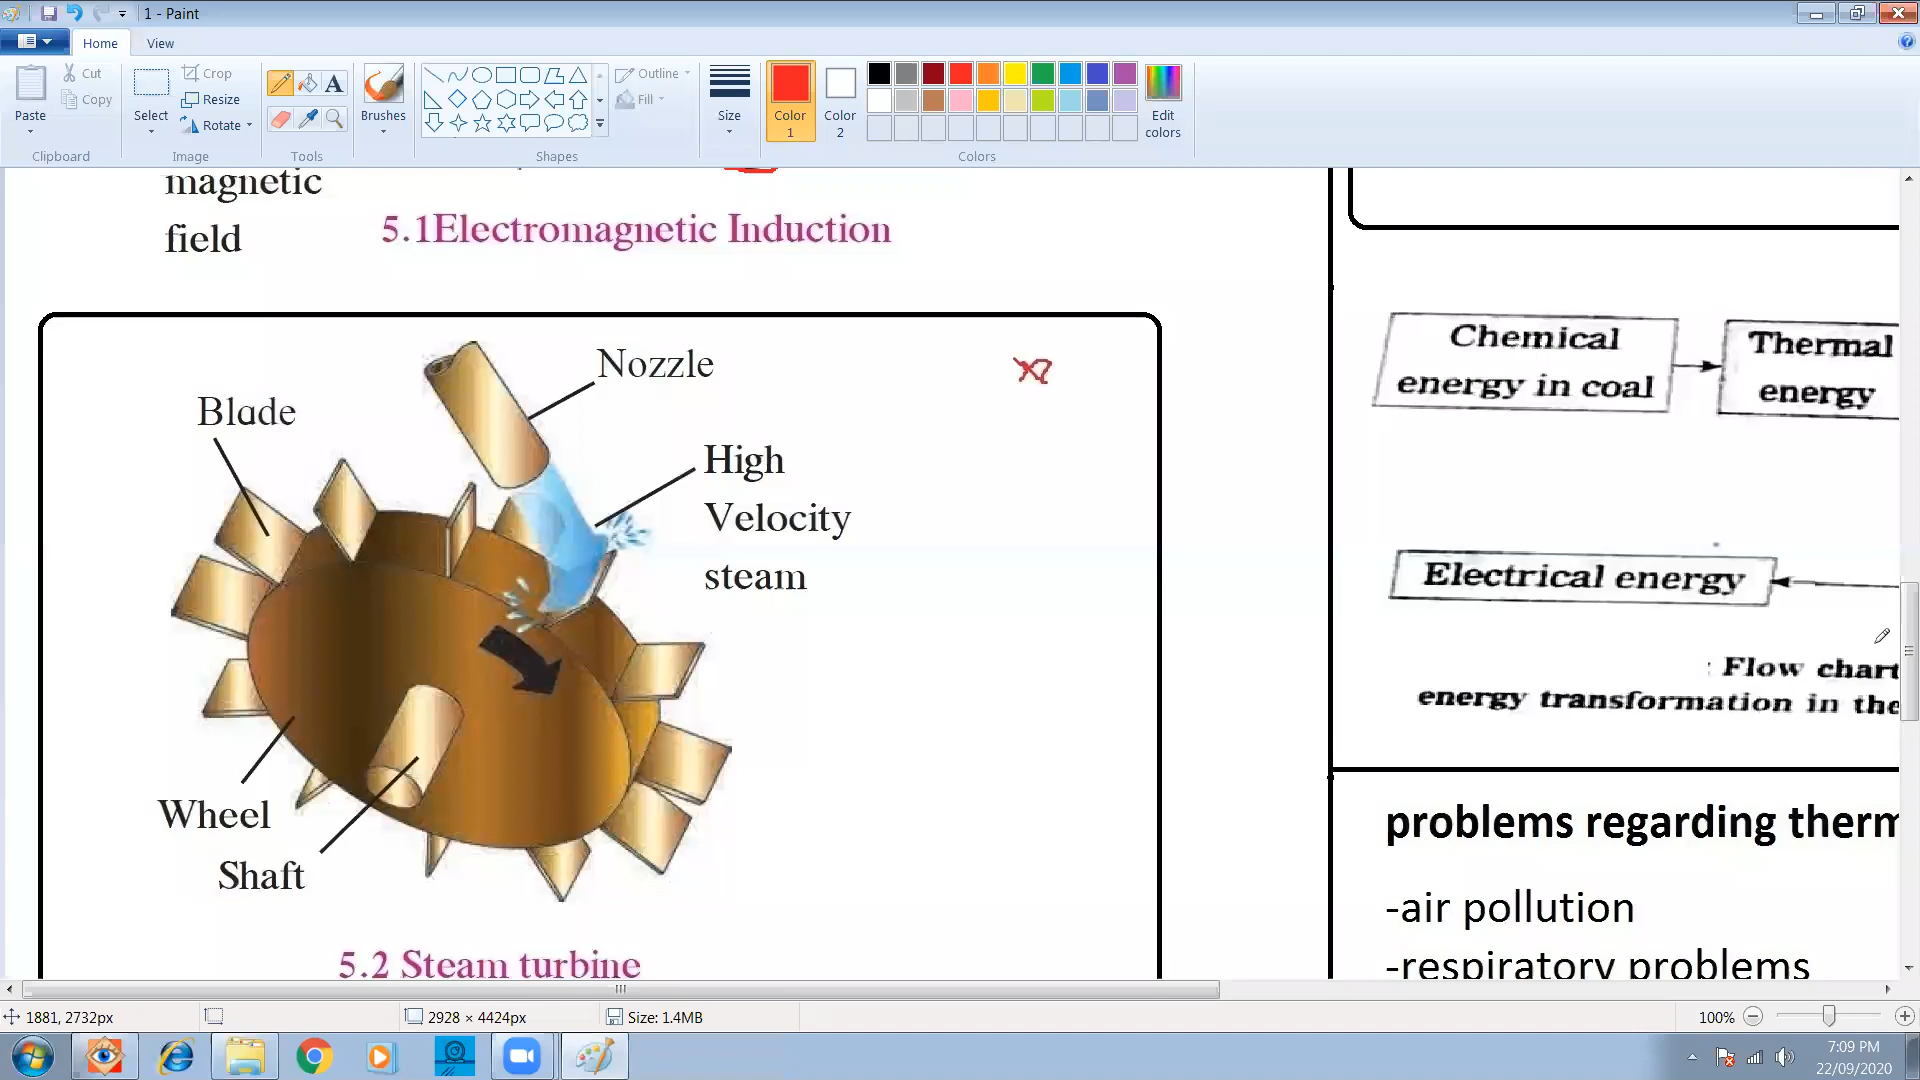 1 - Paint
Home
View
Paste
Cut
Copy
Clipboard
Select
Crop
Resize
Rotate
Image
Tools
Brushes
Outline
Fill
Shapes
Size
Color
1
Color
2
Edit
colors
Colors
magnetic
field
5.1Electromagnetic Induction
Nozzle
Blade
High
Velocity
steam
Wheel
Shaft
5.2 Steam turbine
Chemical
energy in coal
Thermal
energy
Electrical energy
: Flow chart
energy transformation in the
problems regarding therm
-air pollution
-respiratory problems
1881, 2732px
2928 × 4424px
Size: 1.4MB
100%
7:09 PM
22/09/2020